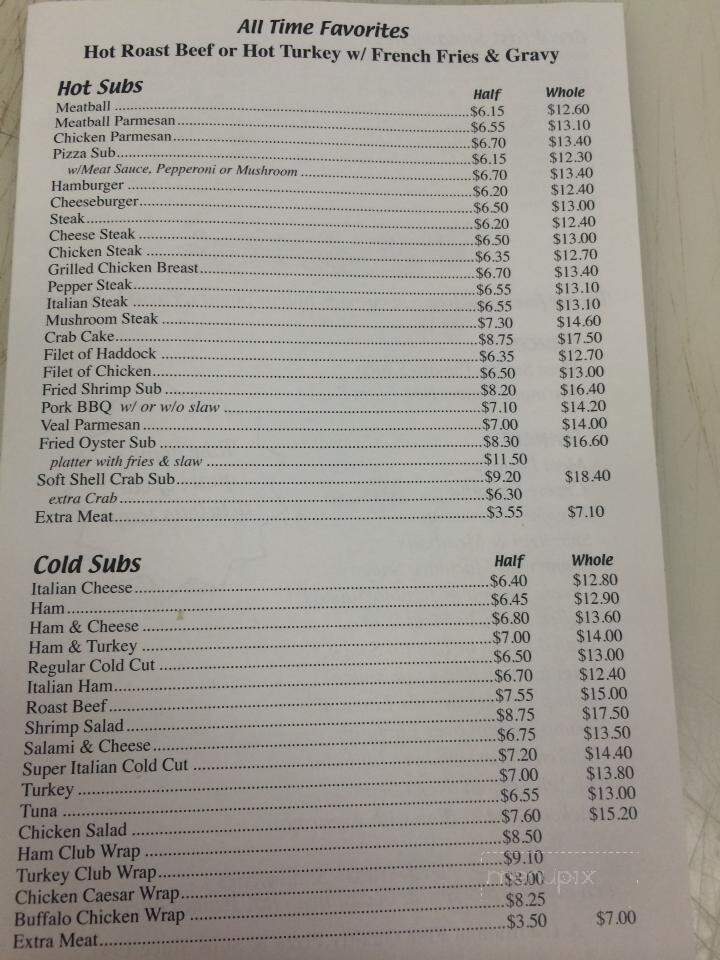 All Time Favorites
Hot Roast Beef or Hot Turkey w/ French Fries & Gravy
Hot Subs Half Whole
Meatball $6.15 $12.60
Meatball Parmesan $6.55 $13.10
Chicken Parmesan $6.70 $13.40
Pizza Sub $6.15 $12.30
w/Meat Sauce, Pepperoni or Mushroom $6.70 $13.40
Hamburger $6.20 $12.40
Cheeseburger $6.50 $13.00
Steak $6.20 $12.40
Cheese Steak $6.50 $13.00
Chicken Steak $6.35 $12.70
Grilled Chicken Breast $6.70 $13.40
Pepper Steak $6.55 $13.10
Italian Steak $6.55 $13.10
Mushroom Steak $7.30 $14.60
Crab Cake $8.75 $17.50
Filet of Haddock $6.35 $12.70
Filet of Chicken $6.50 $13.00
Fried Shrimp Sub $8.20 $16.40
Pork BBQ w/ or w/o slaw $7.10 $14.20
Veal Parmesan $7.00 $14.00
Fried Oyster Sub $8.30 $16.60
platter with fries & slaw $11.50
Soft Shell Crab Sub $9.20 $18.40
extra Crab $6.30
Extra Meat $3.55 $7.10
Cold Subs Half Whole
Italian Cheese $6.40 $12.80
Ham $6.45 $12.90
Ham & Cheese $6.80 $13.60
Ham & Turkey $7.00 $14.00
Regular Cold Cut $6.50 $13.00
Italian Ham $6.70 $12.40
Roast Beef $7.55 $15.00
Shrimp Salad $8.75 $17.50
Salami & Cheese $6.75 $13.50
Super Italian Cold Cut $7.20 $14.40
Turkey $7.00 $13.80
Tuna $6.55 $13.00
Chicken Salad $7.60 $15.20
Ham Club Wrap $8.50
Turkey Club Wrap $9.10
Chicken Caesar Wrap $8.00
Buffalo Chicken Wrap $8.25
Extra Meat $3.50 $7.00
menupix